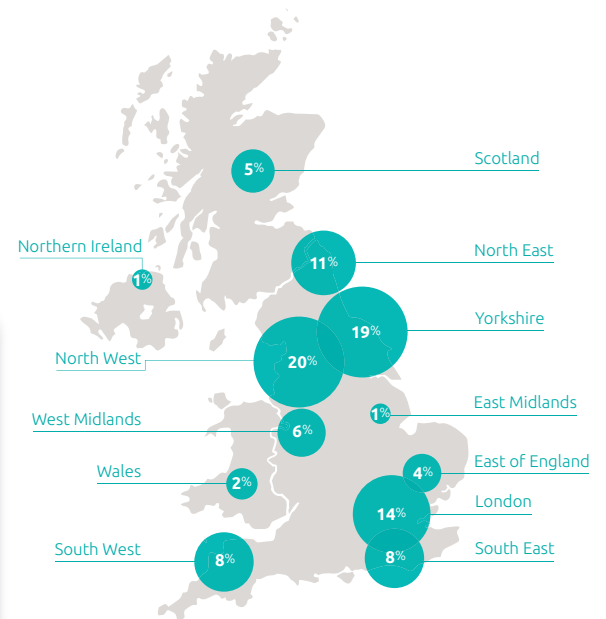 Scotland
5%
Northern Ireland
North East
1%
11%
Yorkshire
19%
North West
20%
East Midlands
1%
West Midlands
6%
East of England
4%
Wales
2%
London
14%
South West
8%
South East
8%